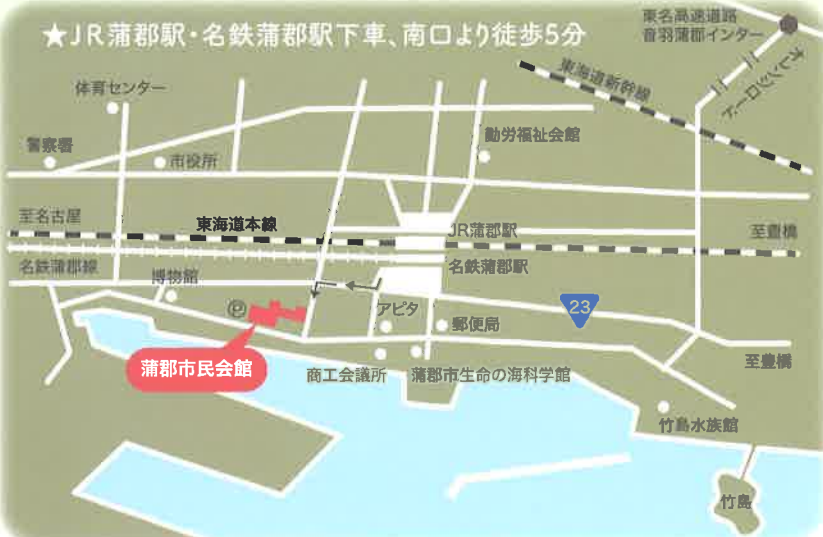 ★JR蒲郡駅・名鉄蒲郡駅下車、南口より徒歩5分
東名高速道路
音羽蒲郡インター
オレンジロード
東海道新幹線
体育センター
勤労福祉会館
警察署
市役所
至名古屋
東海道本線
JR蒲郡駅
至豊橋
名鉄蒲郡線
名鉄蒲郡駅
博物館
Ⓟ
アピタ
23
郵便局
蒲郡市民会館
商工会議所
蒲郡市生命の海科学館
至豊橋
竹島水族館
竹島